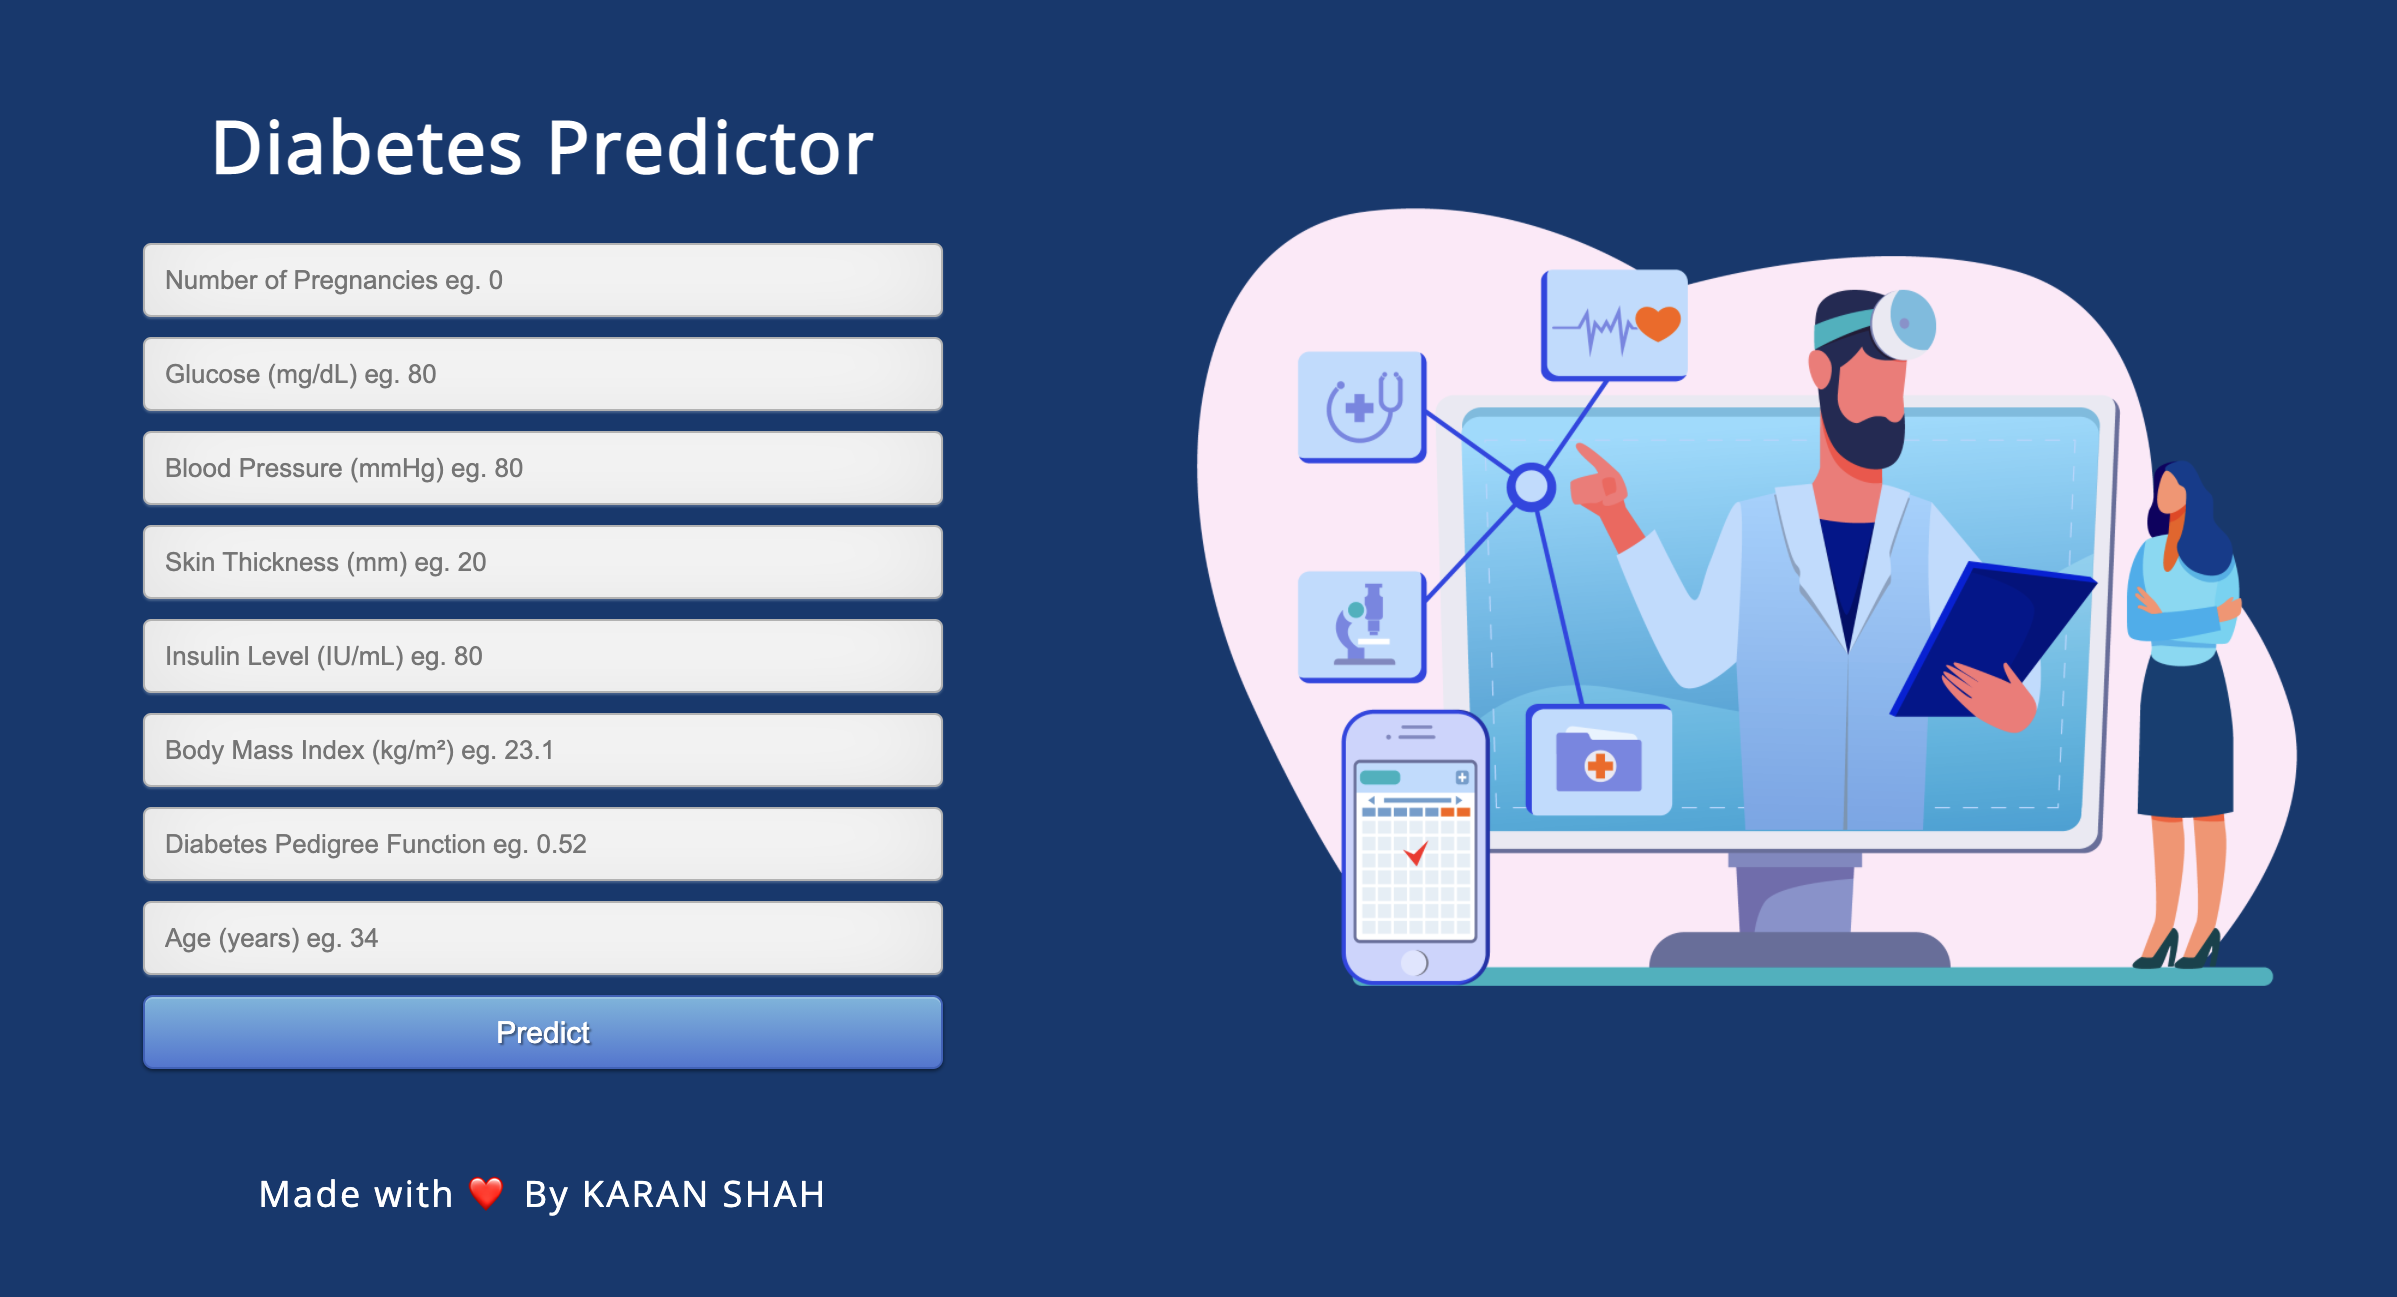 Diabetes Predictor
Number of Pregnancies eg. 0
Glucose (mg/dL) eg. 80
Blood Pressure (mmHg) eg. 80
Skin Thickness (mm) eg. 20
Insulin Level (IU/mL) eg. 80
Body Mass Index (kg/m²) eg. 23.1
Diabetes Pedigree Function eg. 0.52
Age (years) eg. 34
Predict
Made with ❤️ By KARAN SHAH